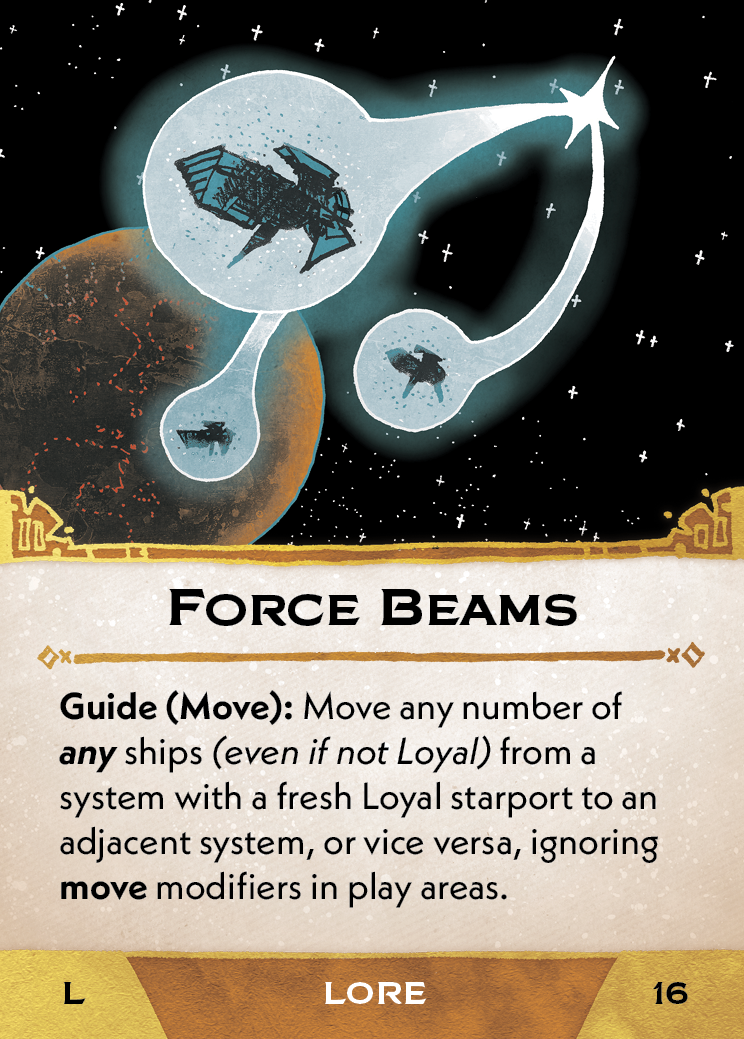 Force Beams
Guide (Move): Move any number of
any ships (even if not Loyal) from a
system with a fresh Loyal starport to an
adjacent system, or vice versa, ignoring
move modifiers in play areas.
L
LORE
16